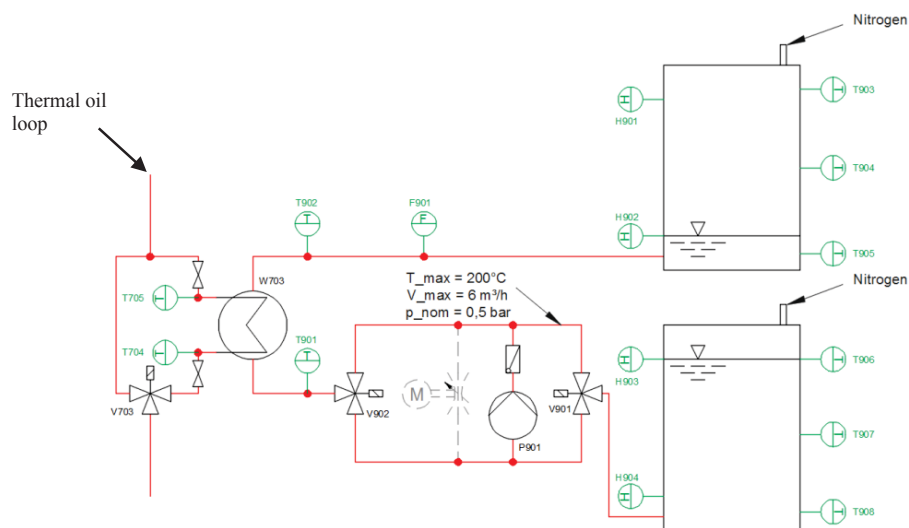 Nitrogen
T903
H901
Thermal oil
loop
T904
T902
F901
H902
T905
W703
T_max = 200°C
V_max = 6 m³/h
p_nom = 0,5 bar
Nitrogen
T705
T
F
T704
T901
T
H903
T906
M
V703
V902
P901
V901
T907
H904
T908